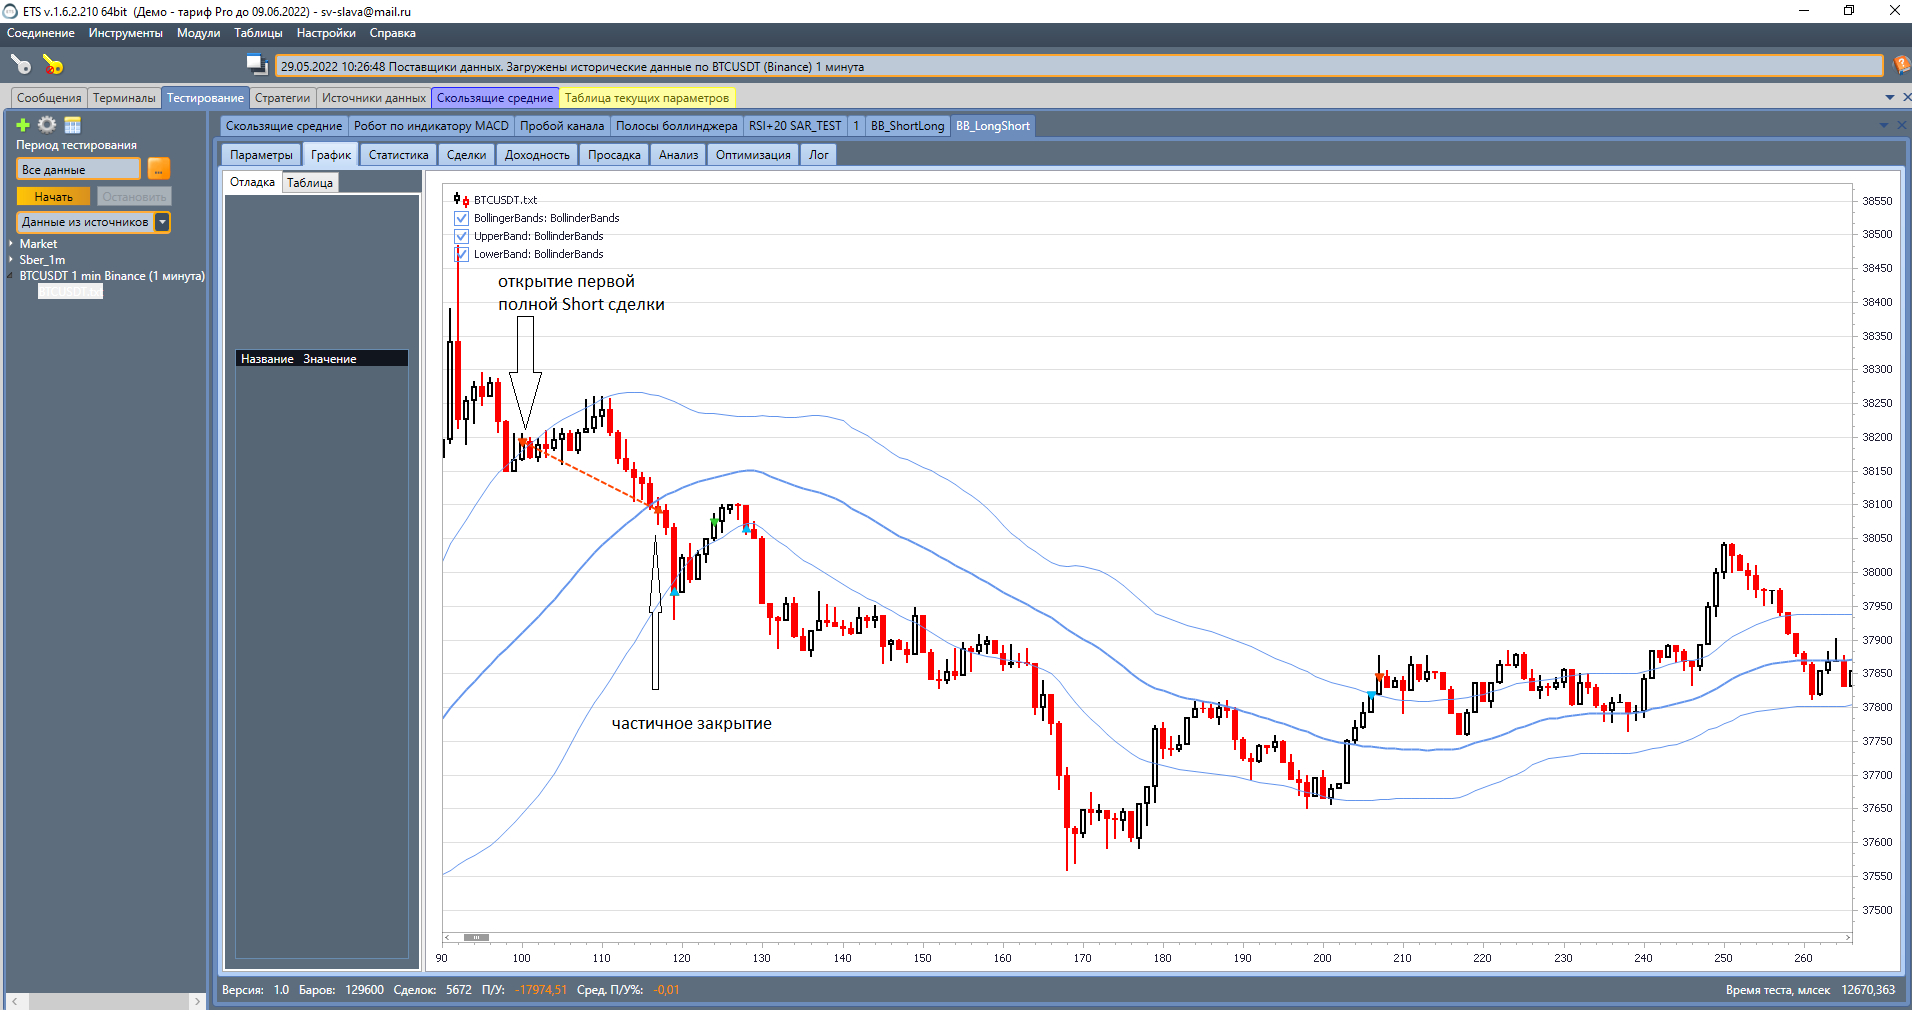 ETS v.1.6.2.210 64bit (Демо - тариф Pro до 09.06.2022) - sv-slava@mail.ru
Соединение Инструменты Модули Таблицы Настройки Справка
29.05.2022 10:26:48 Поставщики данных. Загружены исторические данные по BTCUSDT (Binance) 1 минута
Сообщения Терминалы Тестирование Стратегии Источники данных Скользящие средние Таблица текущих параметров
Скользящие средние Робот по индикатору MACD Пробой канала Полосы боллинджера RSI+20 SAR_TEST 1 BB_ShortLong BB_LongShort
Параметры График Статистика Сделки Доходность Просадка Анализ Оптимизация Лог
Период тестирования
Все данные ...
Начать Остановить
Данные из источников
Market
Sber_1m
BTCUSDT 1 min Binance (1 минута)
BTCUSDT.txt
Отладка Таблица
Название Значение
BTCUSDT.txt
BollingerBands: BollinderBands
UpperBand: BollinderBands
LowerBand: BollinderBands
открытие первой
полной Short сделки
частичное закрытие
38550
38500
38450
38400
38350
38300
38250
38200
38150
38100
38050
38000
37950
37900
37850
37800
37750
37700
37650
37600
37550
37500
90 100 110 120 130 140 150 160 170 180 190 200 210 220 230 240 250 260
Версия: 1.0 Баров: 129600 Сделок: 5672 П/У: -17974,51 Сред. П/У%: -0,01
Время теста, млсек 12670,363